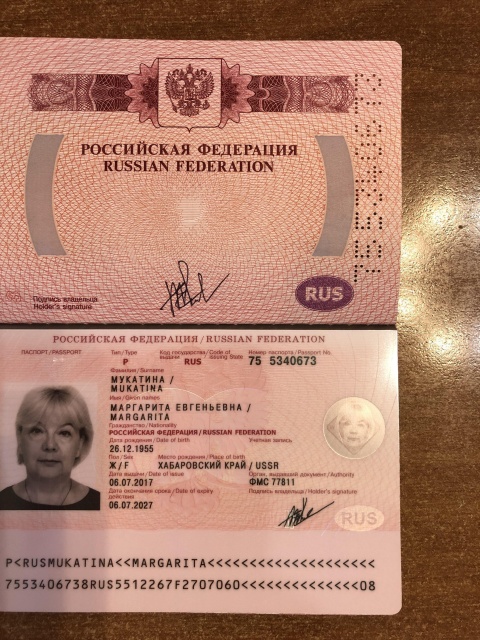 РОССИЙСКАЯ ФЕДЕРАЦИЯ
RUSSIAN FEDERATION
75 5340673
Подпись владельца
Holder's signature
RUS
РОССИЙСКАЯ ФЕДЕРАЦИЯ / RUSSIAN FEDERATION
ПАСПОРТ/PASSPORT
Тип/Type
Код государства/Code of
выдачи issuing State
Номер паспорта/Passport No.
P
RUS
75 5340673
Фамилия/Surname
МУКАТИНА /
MUKATINA
Имя/Given names
МАРГАРИТА ЕВГЕНЬЕВНА /
MARGARITA
Гражданство/Nationality
РОССИЙСКАЯ ФЕДЕРАЦИЯ/RUSSIAN FEDERATION
Дата рождения/Date of birth
Учетная запись
26.12.1955
Пол/Sex
Место рождения/Place of birth
Ж/F
ХАБАРОВСКИЙ КРАЙ / USSR
Дата выдачи/Date of issue
Орган, выдавший документ/Authority
06.07.2017
ФМС 77811
Дата окончания срока/Date of expiry
действия
Подпись владельца/Holder's signature
06.07.2027
RUS
P<RUSMUKATINA<<MARGARITA<<<<<<<<<<<<<<<<<<<<
7553406738RUS5512267F2707060<<<<<<<<<<<<<<08